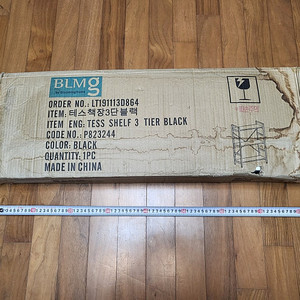 BLMg
ORDER NO.: LT191113D864
ITEM: 테스책장3단블랙
ITEM ENG: TESS SHELF 3 TIER BLACK
CODE NO.: P823244
COLOR: BLACK
QUANTITY: 1PC
MADE IN CHINA